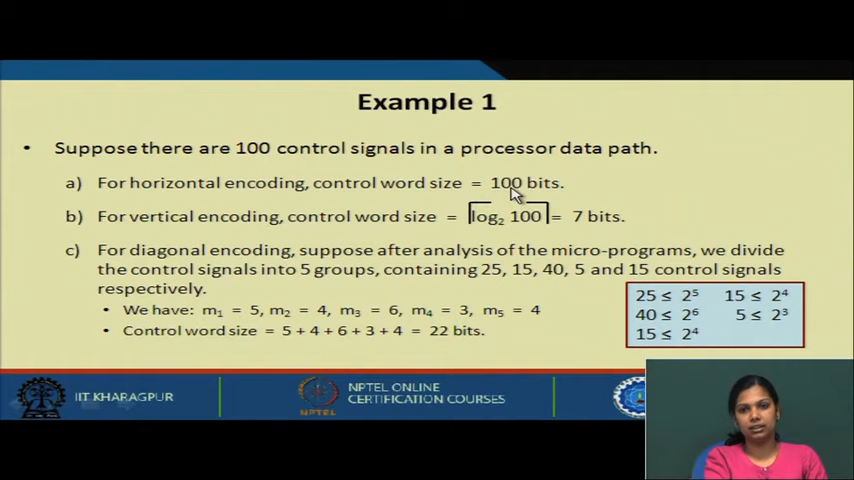 Example 1
• Suppose there are 100 control signals in a processor data path.
a) For horizontal encoding, control word size = 100 bits.
b) For vertical encoding, control word size = ⌈log₂ 100⌉ = 7 bits.
c) For diagonal encoding, suppose after analysis of the micro-programs, we divide
the control signals into 5 groups, containing 25, 15, 40, 5 and 15 control signals
respectively.
• We have: m₁ = 5, m₂ = 4, m₃ = 6, m₄ = 3, m₅ = 4
• Control word size = 5 + 4 + 6 + 3 + 4 = 22 bits.
25 ≤ 2⁵ 15 ≤ 2⁴
40 ≤ 2⁶ 5 ≤ 2³
15 ≤ 2⁴
IIT KHARAGPUR
NPTEL
NPTEL ONLINE
CERTIFICATION COURSES